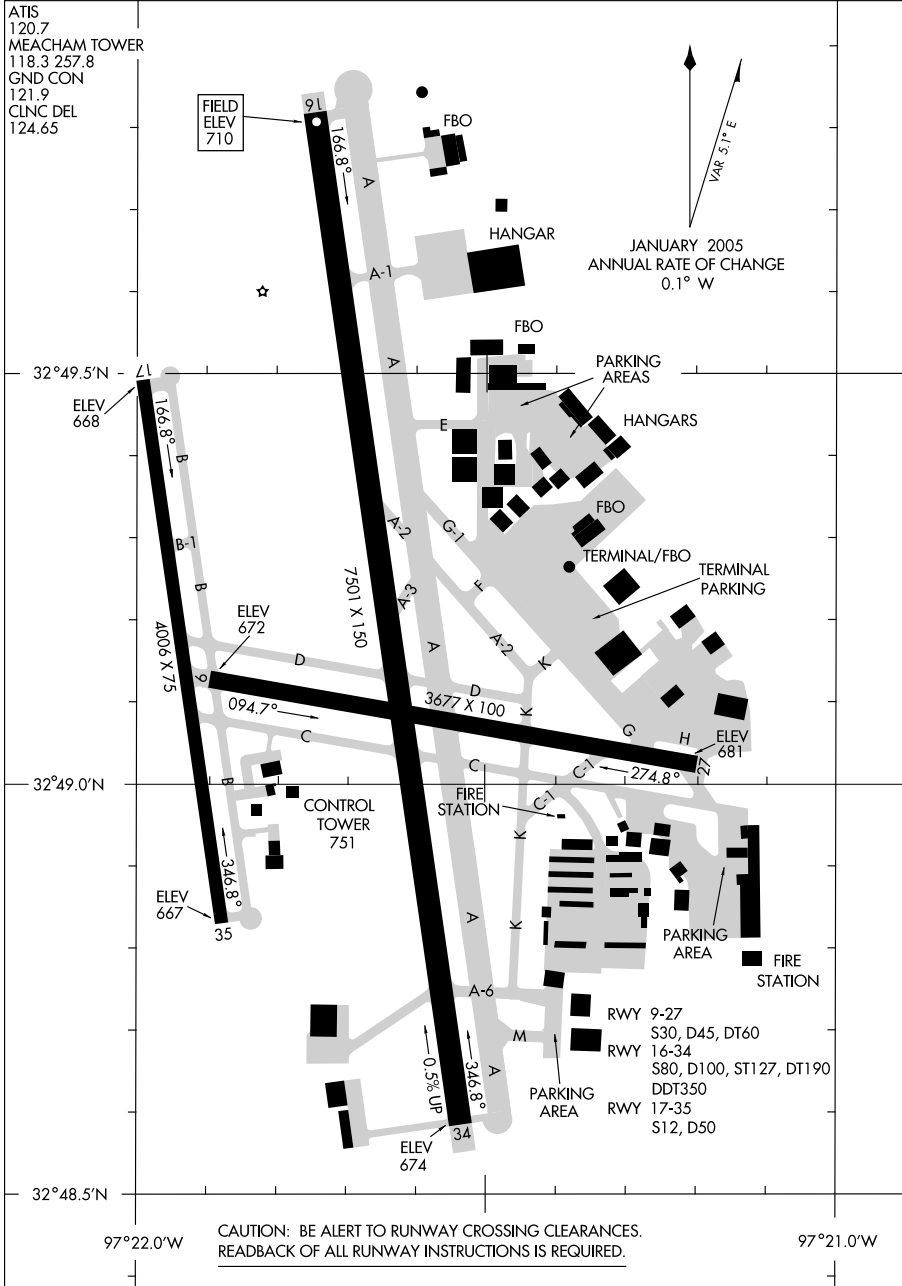 ATIS
120.7
MEACHAM TOWER
118.3 257.8
GND CON
121.9
CLNC DEL
124.65
FIELD
ELEV
710
16
166.8°
A
FBO
VAR 5.1° E
JANUARY 2005
ANNUAL RATE OF CHANGE
0.1° W
HANGAR
A-1
A
FBO
PARKING
AREAS
32°49.5'N
17
ELEV
668
166.8°
B
E
HANGARS
A-2
G-1
FBO
B-1
B
TERMINAL/FBO
TERMINAL
PARKING
7501 X 150
A-3
F
ELEV
672
4006 X 75
A
A-2
K
D
D
9
094.7°
3677 X 100
K
G
H
ELEV
681
C
C
C-1
274.8°
27
32°49.0'N
B
CONTROL
TOWER
751
FIRE
STATION
C-1
K
346.8°
ELEV
667
35
A
K
PARKING
AREA
FIRE
STATION
A-6
M
RWY 9-27
S30, D45, DT60
RWY 16-34
S80, D100, ST127, DT190
DDT350
RWY 17-35
S12, D50
0.5% UP
346.8°
A
PARKING
AREA
ELEV
674
34
32°48.5'N
97°22.0'W
97°21.0'W
CAUTION: BE ALERT TO RUNWAY CROSSING CLEARANCES.
READBACK OF ALL RUNWAY INSTRUCTIONS IS REQUIRED.